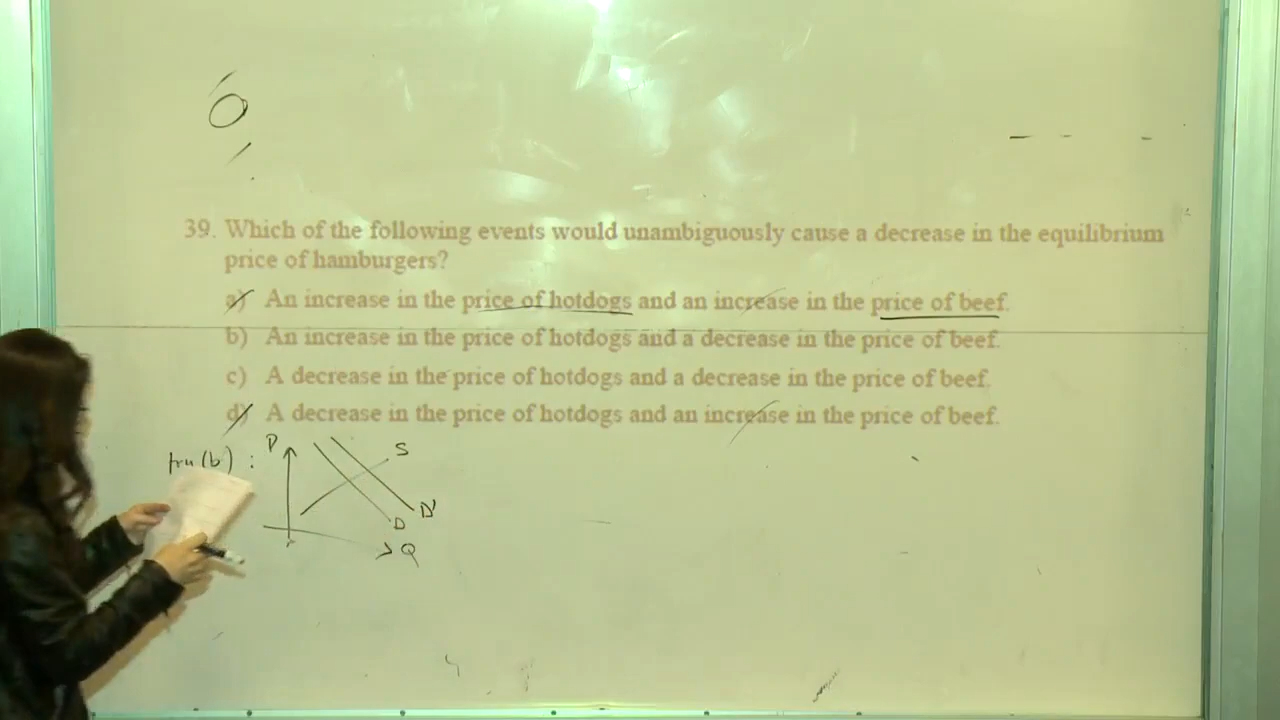 39. Which of the following events would unambiguously cause a decrease in the equilibrium
price of hamburgers?
a) An increase in the price of hotdogs and an increase in the price of beef.
b) An increase in the price of hotdogs and a decrease in the price of beef.
c) A decrease in the price of hotdogs and a decrease in the price of beef.
d) A decrease in the price of hotdogs and an increase in the price of beef.
(b) :
P
S
D
D'
Q